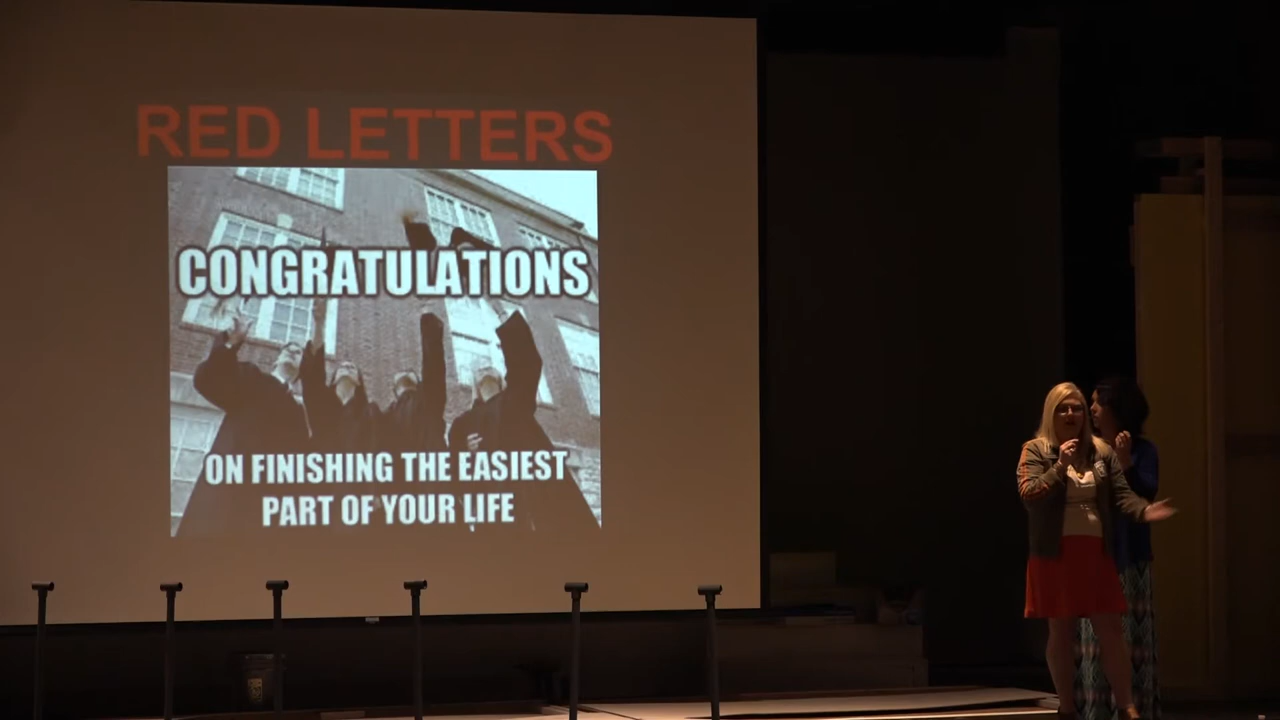 RED LETTERS
CONGRATULATIONS
ON FINISHING THE EASIEST
PART OF YOUR LIFE